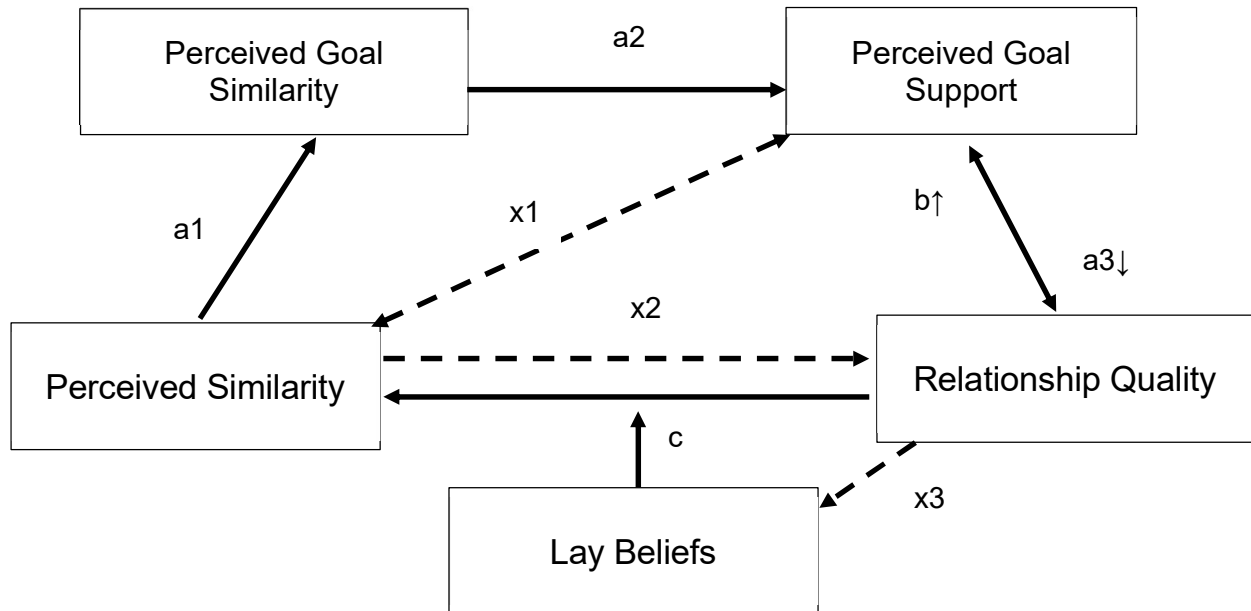 Perceived Goal
Similarity
a2
Perceived Goal
Support
a1
x1
b↑
a3↓
x2
Perceived Similarity
Relationship Quality
c
x3
Lay Beliefs